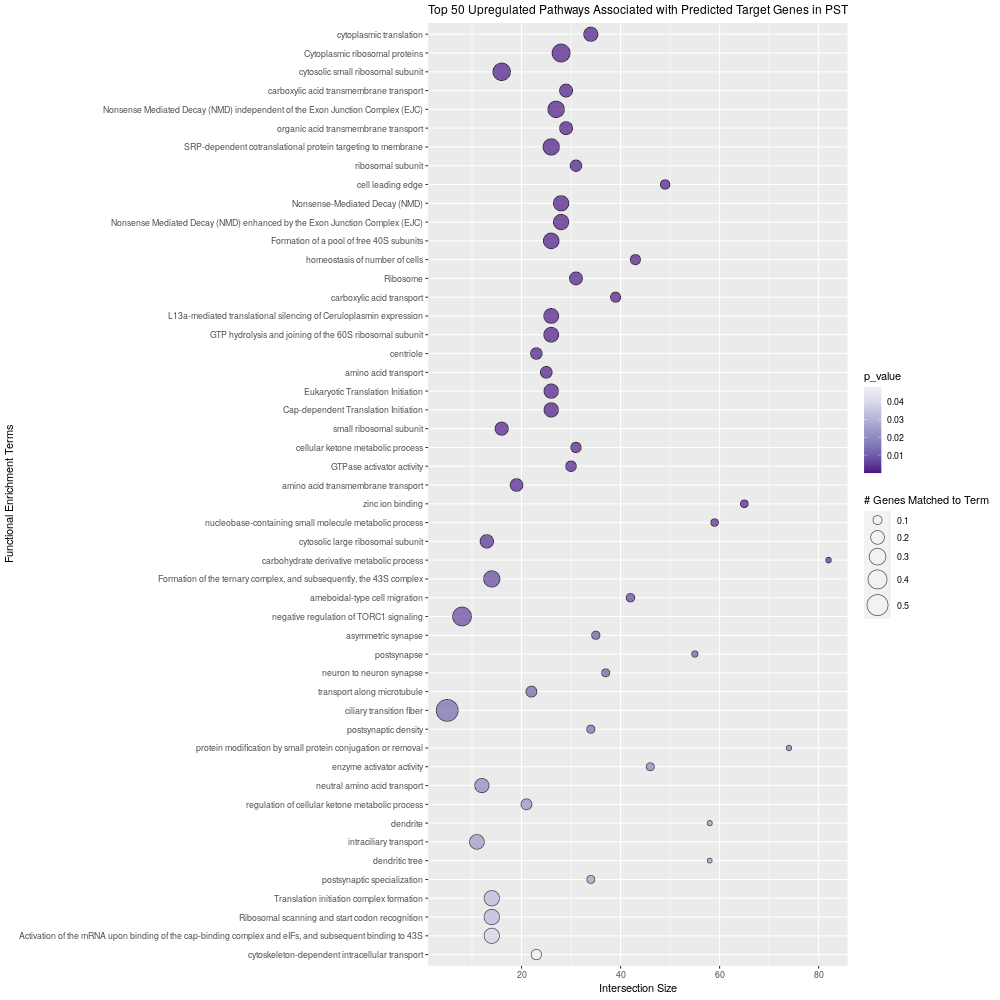 Top 50 Upregulated Pathways Associated with Predicted Target Genes in PST
Functional Enrichment Terms
cytoplasmic translation
Cytoplasmic ribosomal proteins
cytosolic small ribosomal subunit
carboxylic acid transmembrane transport
Nonsense Mediated Decay (NMD) independent of the Exon Junction Complex (EJC)
organic acid transmembrane transport
SRP-dependent cotranslational protein targeting to membrane
ribosomal subunit
cell leading edge
Nonsense-Mediated Decay (NMD)
Nonsense Mediated Decay (NMD) enhanced by the Exon Junction Complex (EJC)
Formation of a pool of free 40S subunits
homeostasis of number of cells
Ribosome
carboxylic acid transport
L13a-mediated translational silencing of Ceruloplasmin expression
GTP hydrolysis and joining of the 60S ribosomal subunit
centriole
amino acid transport
Eukaryotic Translation Initiation
Cap-dependent Translation Initiation
small ribosomal subunit
cellular ketone metabolic process
GTPase activator activity
amino acid transmembrane transport
zinc ion binding
nucleobase-containing small molecule metabolic process
cytosolic large ribosomal subunit
carbohydrate derivative metabolic process
Formation of the ternary complex, and subsequently, the 43S complex
ameboidal-type cell migration
negative regulation of TORC1 signaling
asymmetric synapse
postsynapse
neuron to neuron synapse
transport along microtubule
ciliary transition fiber
postsynaptic density
protein modification by small protein conjugation or removal
enzyme activator activity
neutral amino acid transport
regulation of cellular ketone metabolic process
dendrite
intraciliary transport
dendritic tree
postsynaptic specialization
Translation initiation complex formation
Ribosomal scanning and start codon recognition
Activation of the mRNA upon binding of the cap-binding complex and eIFs, and subsequent binding to 43S
cytoskeleton-dependent intracellular transport
20 40 60 80
Intersection Size
p_value
0.04
0.03
0.02
0.01
# Genes Matched to Term
0.1
0.2
0.3
0.4
0.5